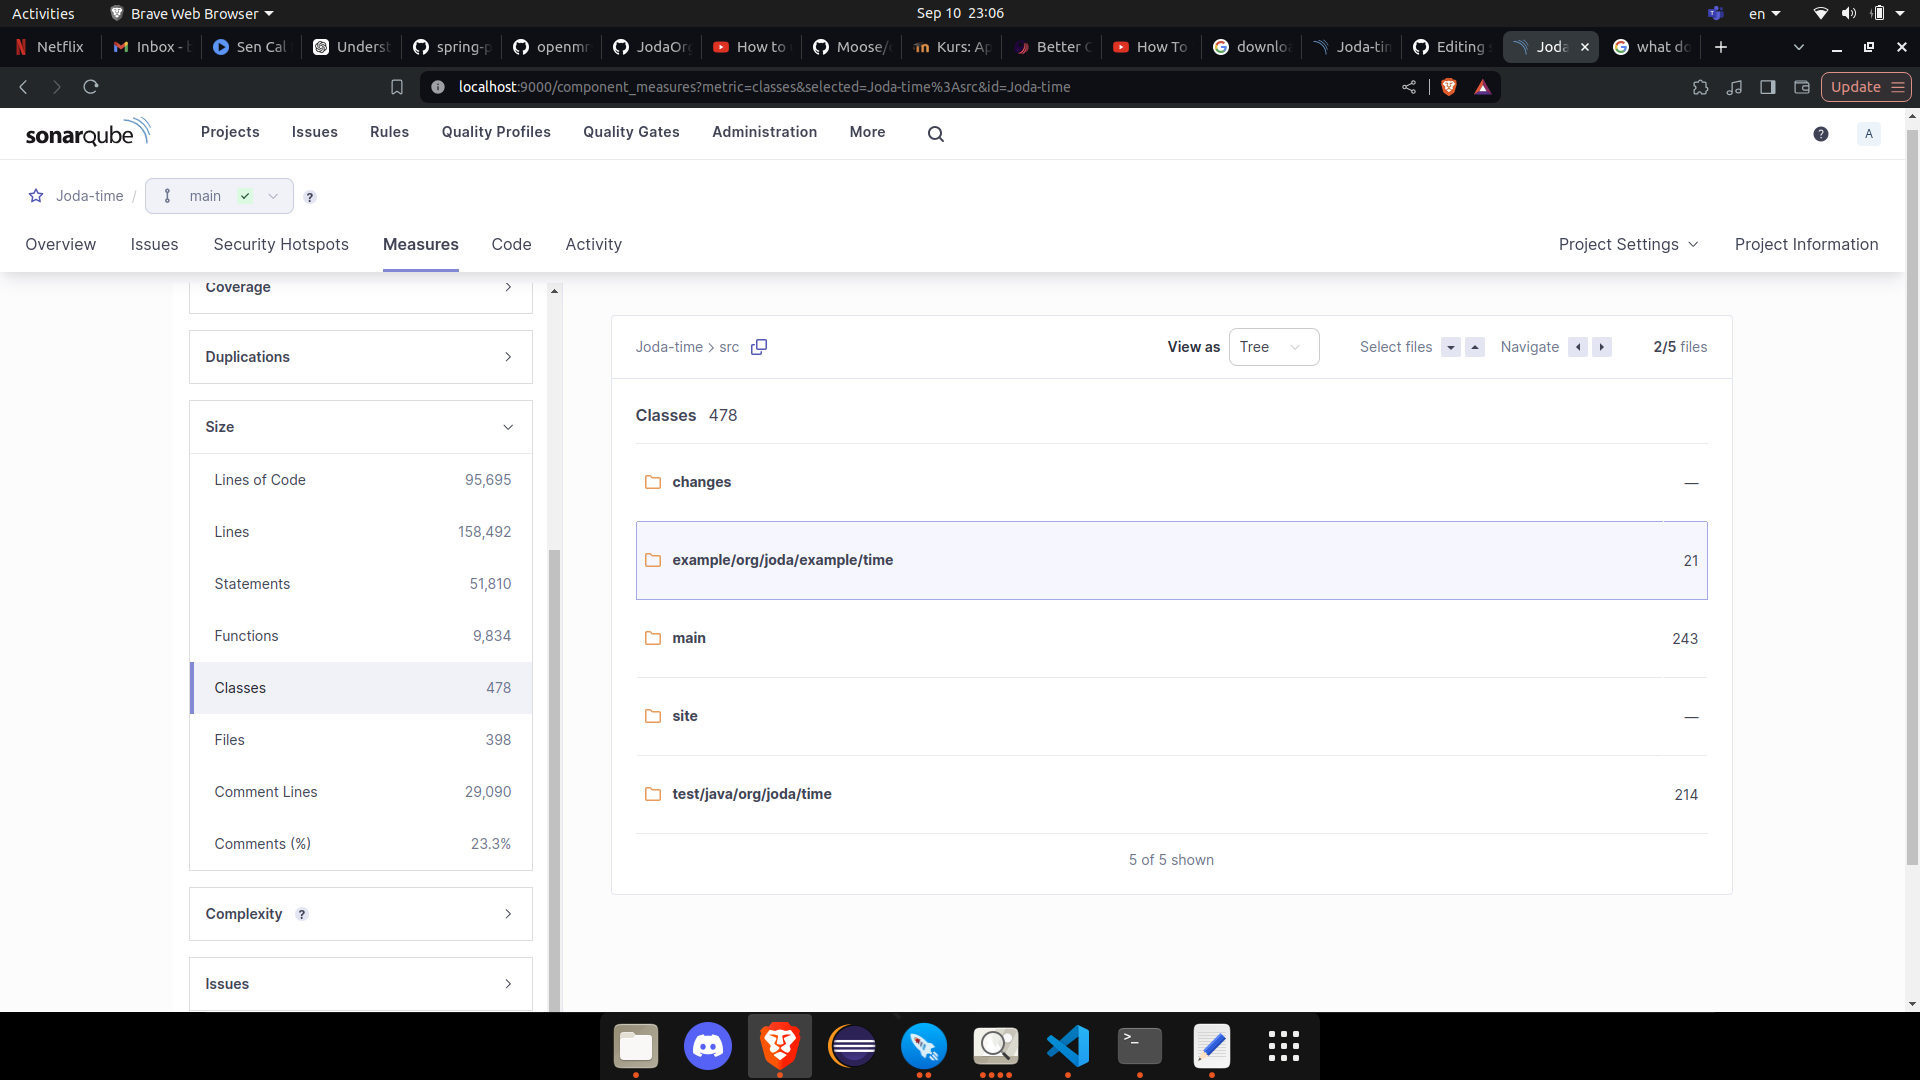 Activities
Brave Web Browser
Sep 10 23:06
en
Netflix
Inbox - b
Sen Cal
Underst
spring-p
openmr
JodaOrg
How to
Moose/
Kurs: Ap
Better C
How To
downlo
Joda-tim
Editing
Joda
what do
localhost:9000/component_measures?metric=classes&selected=Joda-time%3Asrc&id=Joda-time
Update
sonarqube
Projects
Issues
Rules
Quality Profiles
Quality Gates
Administration
More
?
A
Joda-time /
main
?
Overview
Issues
Security Hotspots
Measures
Code
Activity
Project Settings
Project Information
Coverage
Duplications
Size
Lines of Code 95,695
Lines 158,492
Statements 51,810
Functions 9,834
Classes 478
Files 398
Comment Lines 29,090
Comments (%) 23.3%
Complexity ?
Issues
Joda-time > src
View as Tree
Select files
Navigate
2/5 files
Classes 478
changes —
example/org/joda/example/time 21
main 243
site —
test/java/org/joda/time 214
5 of 5 shown